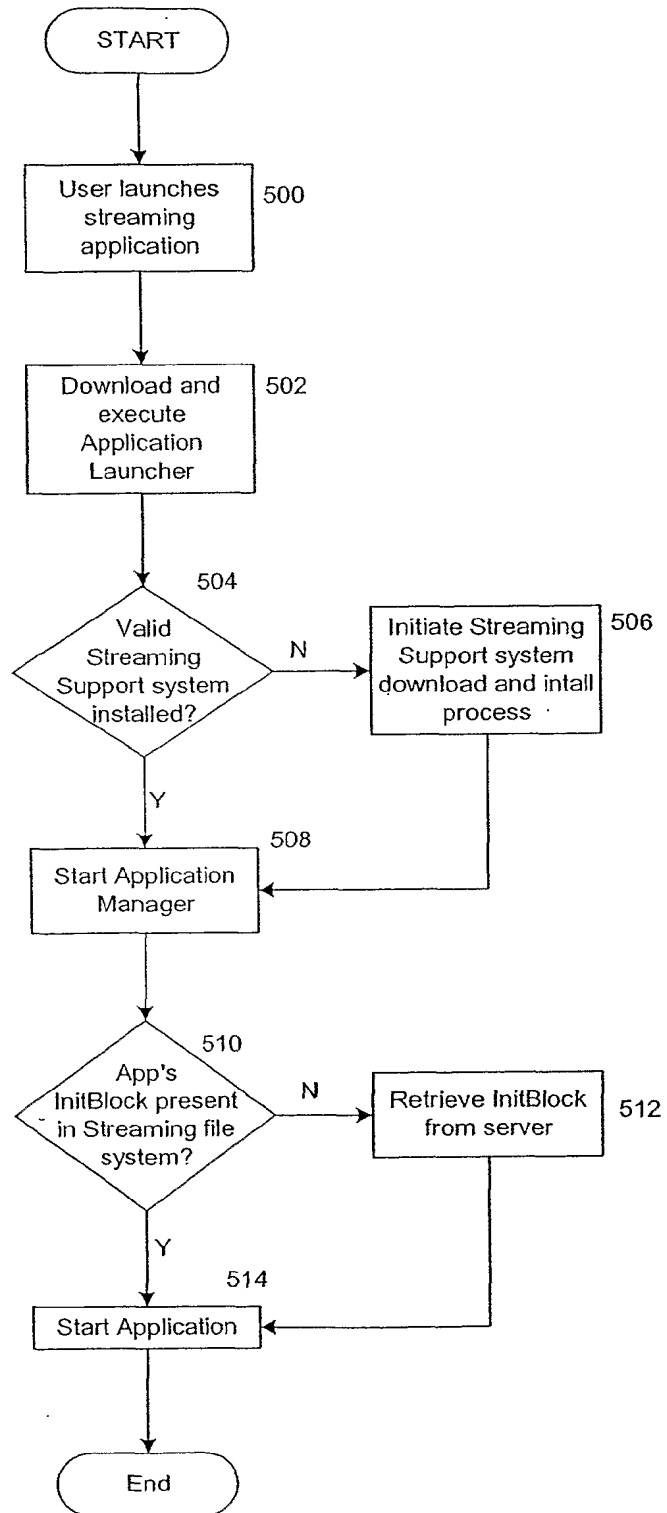 START
User launches
streaming
application
500
Download and
execute
Application
Launcher
502
504
Valid
Streaming
Support system
installed?
N
Initiate Streaming
Support system
download and intall
process
506
Y
508
Start Application
Manager
510
App's
InitBlock present
in Streaming file
system?
N
Retrieve InitBlock
from server
512
Y
514
Start Application
End